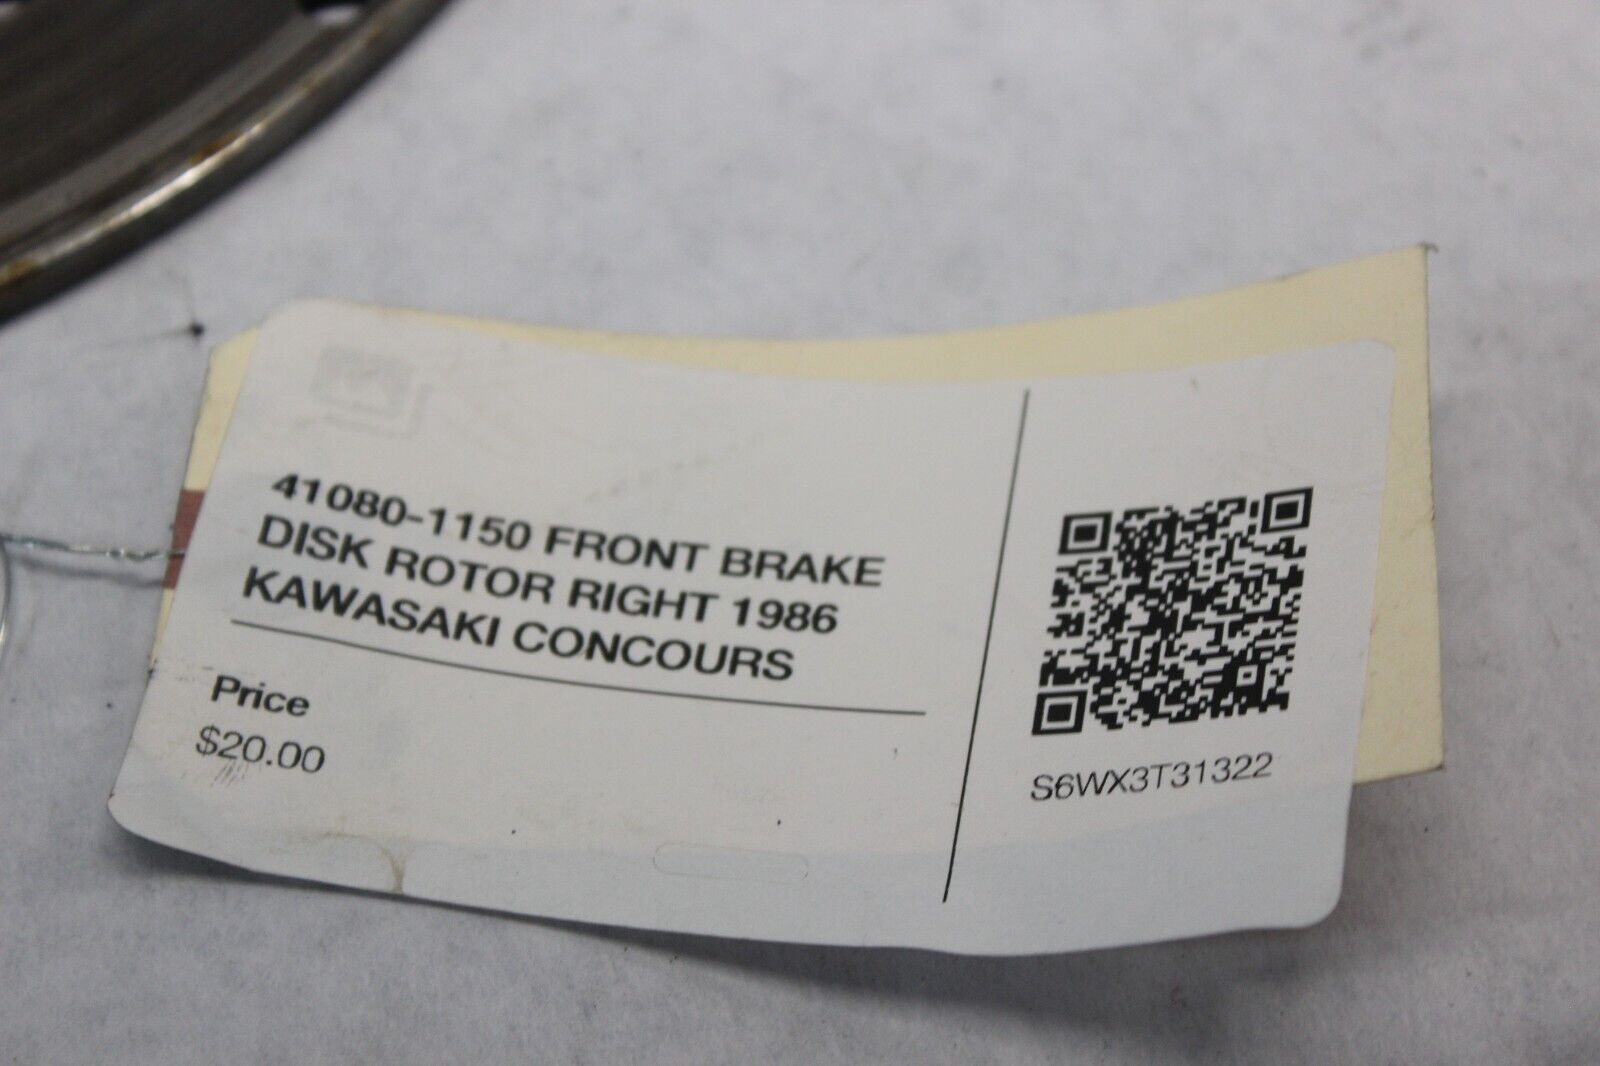 41080-1150 FRONT BRAKE
DISK ROTOR RIGHT 1986
KAWASAKI CONCOURS
Price
$20.00
S6WX3T31322